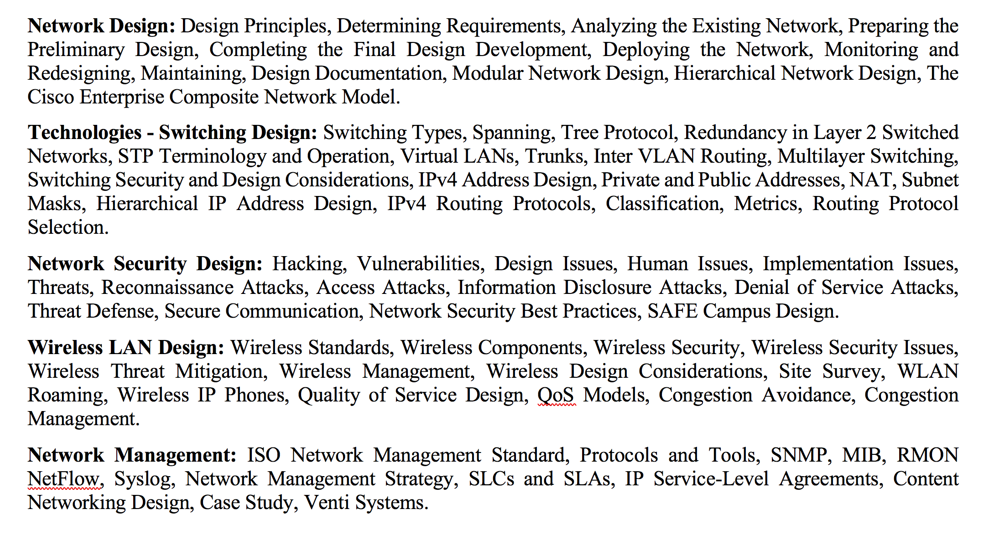 Network Design: Design Principles, Determining Requirements, Analyzing the Existing Network, Preparing the
Preliminary Design, Completing the Final Design Development, Deploying the Network, Monitoring and
Redesigning, Maintaining, Design Documentation, Modular Network Design, Hierarchical Network Design, The
Cisco Enterprise Composite Network Model.
Technologies - Switching Design: Switching Types, Spanning, Tree Protocol, Redundancy in Layer 2 Switched
Networks, STP Terminology and Operation, Virtual LANs, Trunks, Inter VLAN Routing, Multilayer Switching,
Switching Security and Design Considerations, IPv4 Address Design, Private and Public Addresses, NAT, Subnet
Masks, Hierarchical IP Address Design, IPv4 Routing Protocols, Classification, Metrics, Routing Protocol
Selection.
Network Security Design: Hacking, Vulnerabilities, Design Issues, Human Issues, Implementation Issues,
Threats, Reconnaissance Attacks, Access Attacks, Information Disclosure Attacks, Denial of Service Attacks,
Threat Defense, Secure Communication, Network Security Best Practices, SAFE Campus Design.
Wireless LAN Design: Wireless Standards, Wireless Components, Wireless Security, Wireless Security Issues,
Wireless Threat Mitigation, Wireless Management, Wireless Design Considerations, Site Survey, WLAN
Roaming, Wireless IP Phones, Quality of Service Design, QoS Models, Congestion Avoidance, Congestion
Management.
Network Management: ISO Network Management Standard, Protocols and Tools, SNMP, MIB, RMON
NetFlow, Syslog, Network Management Strategy, SLCs and SLAs, IP Service-Level Agreements, Content
Networking Design, Case Study, Venti Systems.